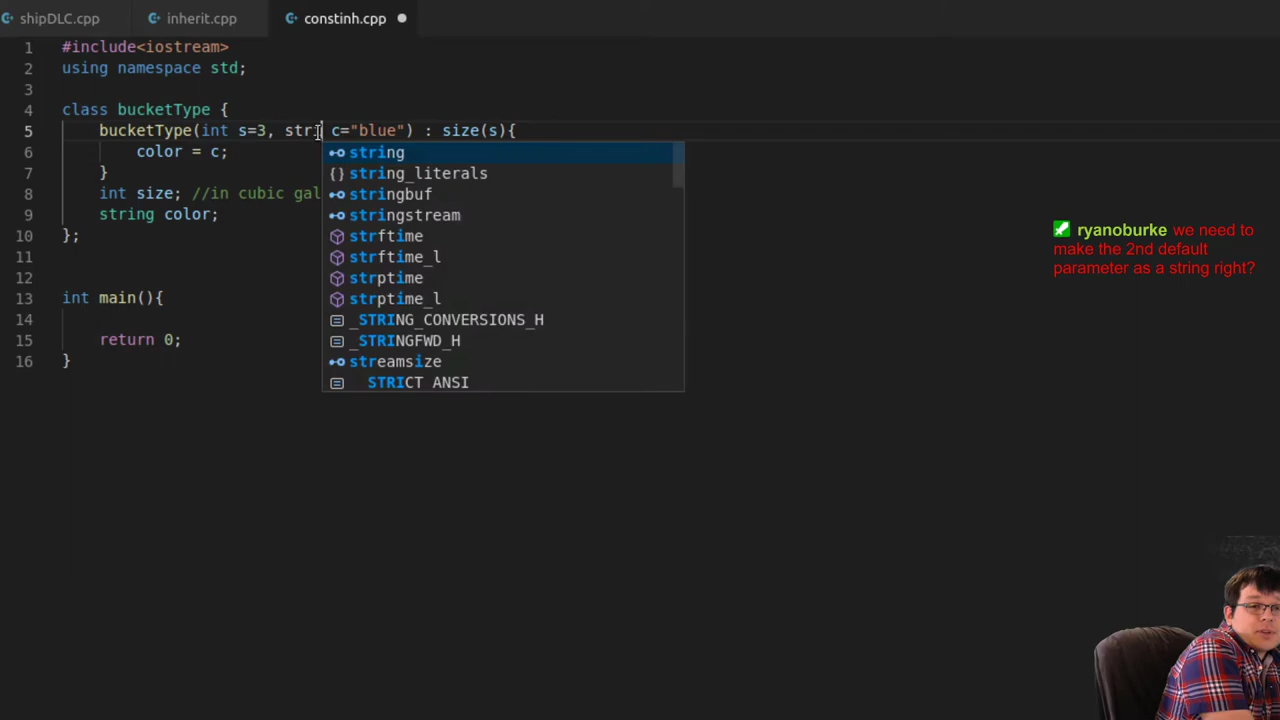 shipDLC.cpp inherit.cpp constinh.cpp
1 #include<iostream>
2 using namespace std;
3
4 class bucketType {
5 bucketType(int s=3, stri c="blue") : size(s){
6 color = c;
7 }
8 int size; //in cubic gal
9 string color;
10 };
11
12
13 int main(){
14
15 return 0;
16 }
string
{} string_literals
stringbuf
stringstream
strftime
strftime_l
strptime
strptime_l
_STRING_CONVERSIONS_H
_STRINGFWD_H
streamsize
__STRICT_ANSI
ryanoburke we need to
make the 2nd default
parameter as a string right?